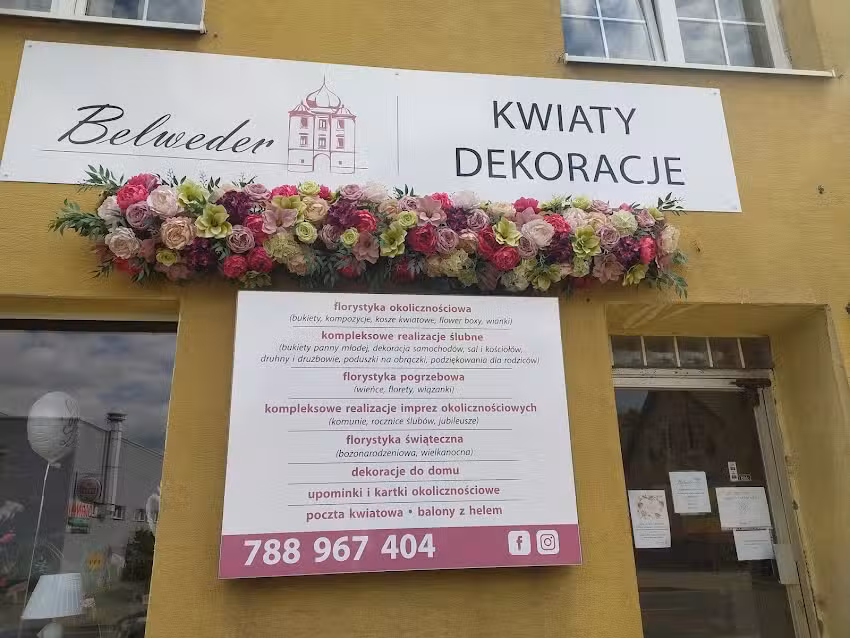 Belweder
KWIATY
DEKORACJE
florystyka okolicznościowa
(bukiety, kompozycje, kosze kwiatowe, flower boxy, wianki)
kompleksowe realizacje ślubne
(bukiety panny młodej, dekoracja samochodów, sal i kościołów,
druhny i drużbowie, poduszki na obrączki, podziękowania dla rodziców)
florystyka pogrzebowa
(wieńce, florety, wiązanki)
kompleksowe realizacje imprez okolicznościowych
(komunie, rocznice ślubów, jubileusze)
florystyka świąteczna
(bożonarodzeniowa, wielkanocna)
dekoracje do domu
upominki i kartki okolicznościowe
poczta kwiatowa • balony z helem
788 967 404
Belweder